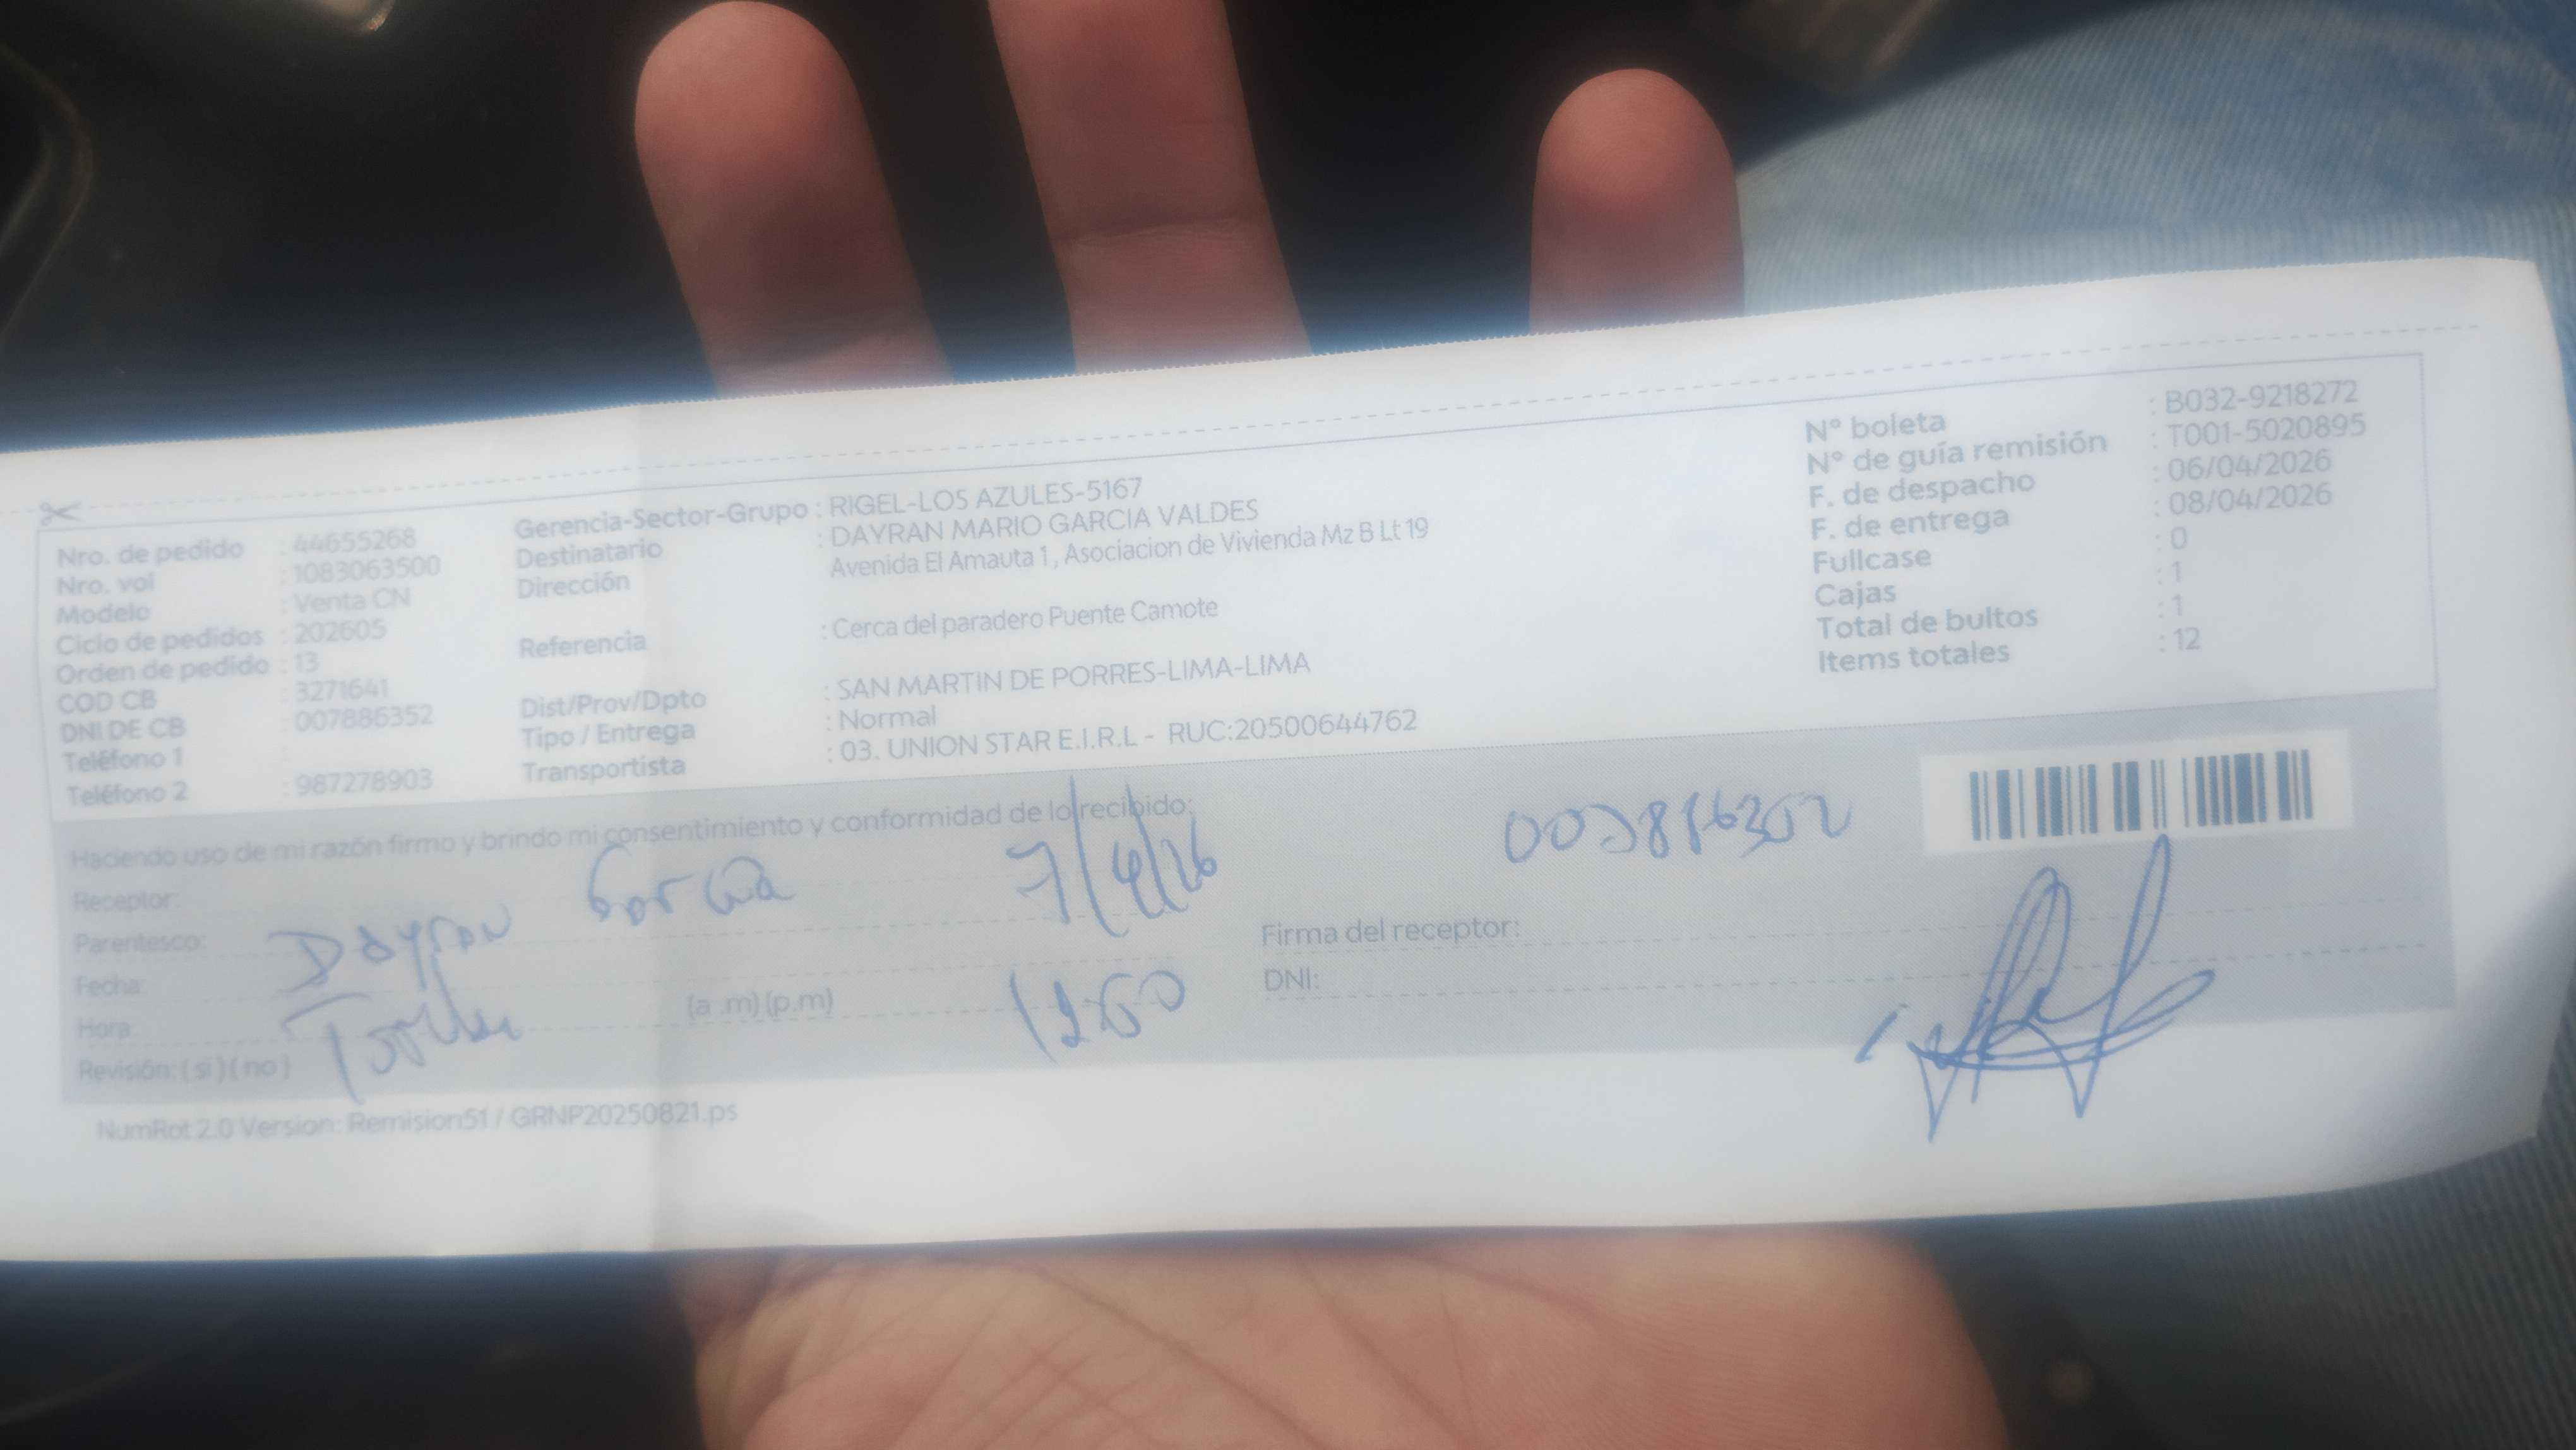 Nro. de pedido : 44655268
Nro. vol : 1083063500
Modelo : Venta CN
Ciclo de pedidos : 202605
Orden de pedido : 13
COD CB : 3271641
DNI DE CB : 007886352
Teléfono 1 :
Teléfono 2 : 987278903
Gerencia-Sector-Grupo : RIGEL-LOS AZULES-5167
Destinatario : DAYRAN MARIO GARCIA VALDES
Dirección Avenida El Amauta 1, Asociacion de Vivienda Mz B Lt 19
Referencia : Cerca del paradero Puente Camote
Dist/Prov/Dpto : SAN MARTIN DE PORRES-LIMA-LIMA
Tipo / Entrega : Normal
Transportista : 03. UNION STAR E.I.R.L - RUC:20500644762
N° boleta : B032-9218272
N° de guía remisión : T001-5020895
F. de despacho : 06/04/2026
F. de entrega : 08/04/2026
Fullcase : 0
Cajas : 1
Total de bultos : 1
Items totales : 12
Haciendo uso de mi razón firmo y brindo mi consentimiento y conformidad de lo recibido:
Receptor:
Parentesco: Dayran Garcia 7/4/26
Fecha:
Hora: (a .m) (p.m)
Revisión: ( si ) ( no )
Firma del receptor:
DNI:
NumRot 2.0 Version: Remision51 / GRNP20250821.ps